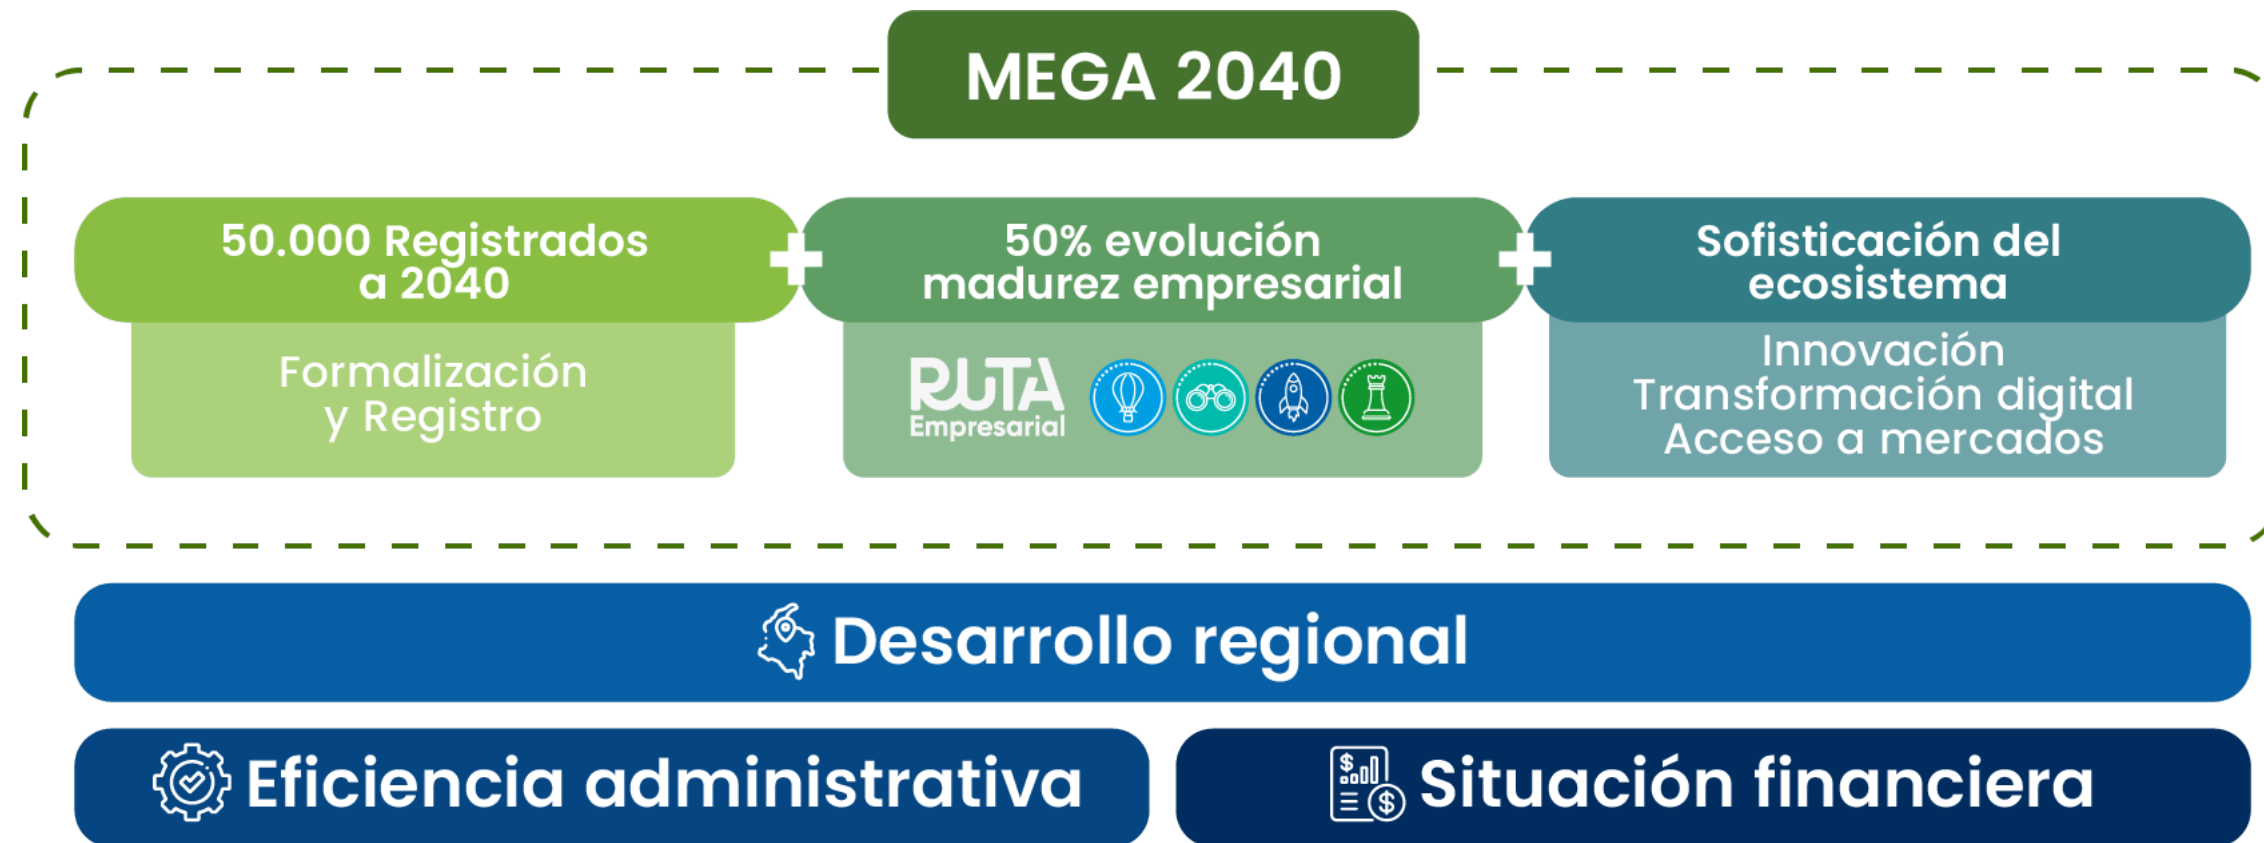 MEGA 2040
50.000 Registrados
a 2040
Formalización
y Registro
50% evolución
madurez empresarial
RUTA
Empresarial
Sofisticación del
ecosistema
Innovación
Transformación digital
Acceso a mercados
Desarrollo regional
Eficiencia administrativa
Situación financiera